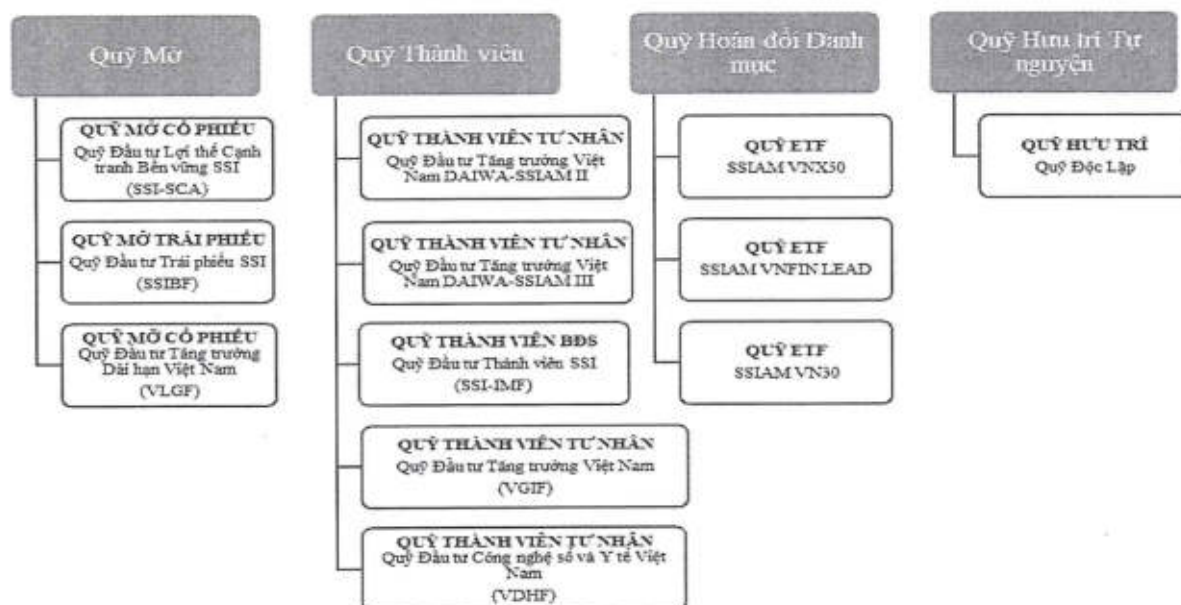 Quỹ Mở
QUỸ MỞ CỔ PHIẾU
Quỹ Đầu tư Lợi thế Cạnh
tranh Bền vững SSI
(SSI-SCA)
QUỸ MỞ TRÁI PHIẾU
Quỹ Đầu tư Trái phiếu SSI
(SSIBF)
QUỸ MỞ CỔ PHIẾU
Quỹ Đầu tư Tăng trưởng
Dài hạn Việt Nam
(VLGF)
Quỹ Thành viên
QUỸ THÀNH VIÊN TƯ NHÂN
Quỹ Đầu tư Tăng trưởng Việt
Nam DAIWA-SSIAM II
QUỸ THÀNH VIÊN TƯ NHÂN
Quỹ Đầu tư Tăng trưởng Việt
Nam DAIWA-SSIAM III
QUỸ THÀNH VIÊN BĐS
Quỹ Đầu tư Thành viên SSI
(SSI-IMF)
QUỸ THÀNH VIÊN TƯ NHÂN
Quỹ Đầu tư Tăng trưởng Việt Nam
(VGIF)
QUỸ THÀNH VIÊN TƯ NHÂN
Quỹ Đầu tư Công nghệ số và Y tế Việt
Nam
(VDHF)
Quỹ Hoán đổi Danh
mục
QUỸ ETF
SSIAM VNX50
QUỸ ETF
SSIAM VNFIN LEAD
QUỸ ETF
SSIAM VN30
Quỹ Hưu trí Tự
nguyện
QUỸ HƯU TRÍ
Quỹ Độc Lập